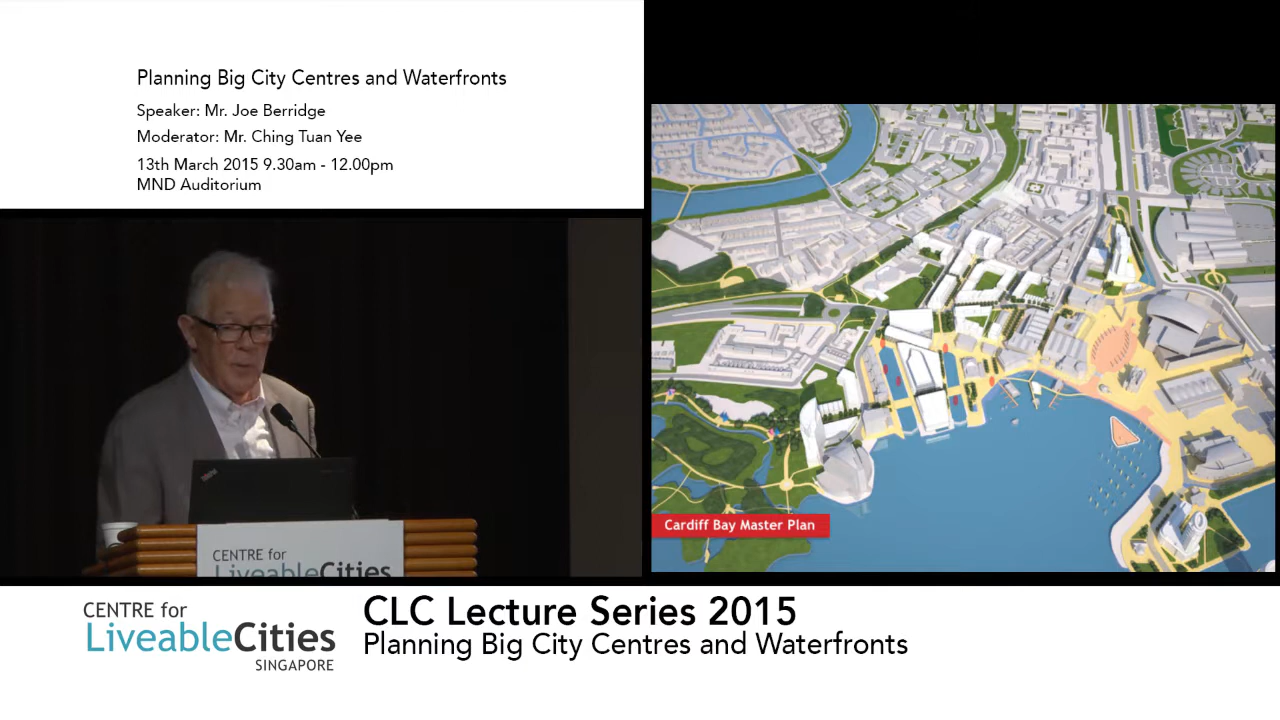 Planning Big City Centres and Waterfronts
Speaker: Mr. Joe Berridge
Moderator: Mr. Ching Tuan Yee
13th March 2015 9.30am - 12.00pm
MND Auditorium
ThinkPad
CENTRE for
LiveableCities
Cardiff Bay Master Plan
CENTRE for
LiveableCities
SINGAPORE
CLC Lecture Series 2015
Planning Big City Centres and Waterfronts